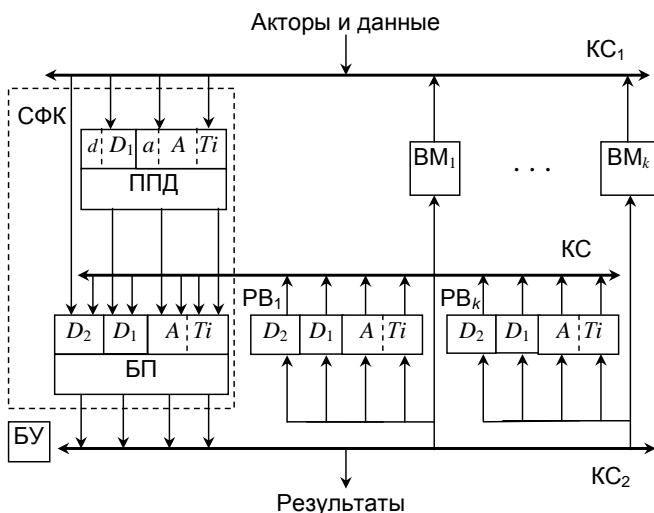 Акторы и данные
КС₁
СФК
d D₁ a A Ti
ППД
ВМ₁ . . . ВМₖ
КС
РВ₁ РВₖ
D₂ D₁ A Ti D₂ D₁ A Ti D₂ D₁ A Ti
БП
БУ
КС₂
Результаты